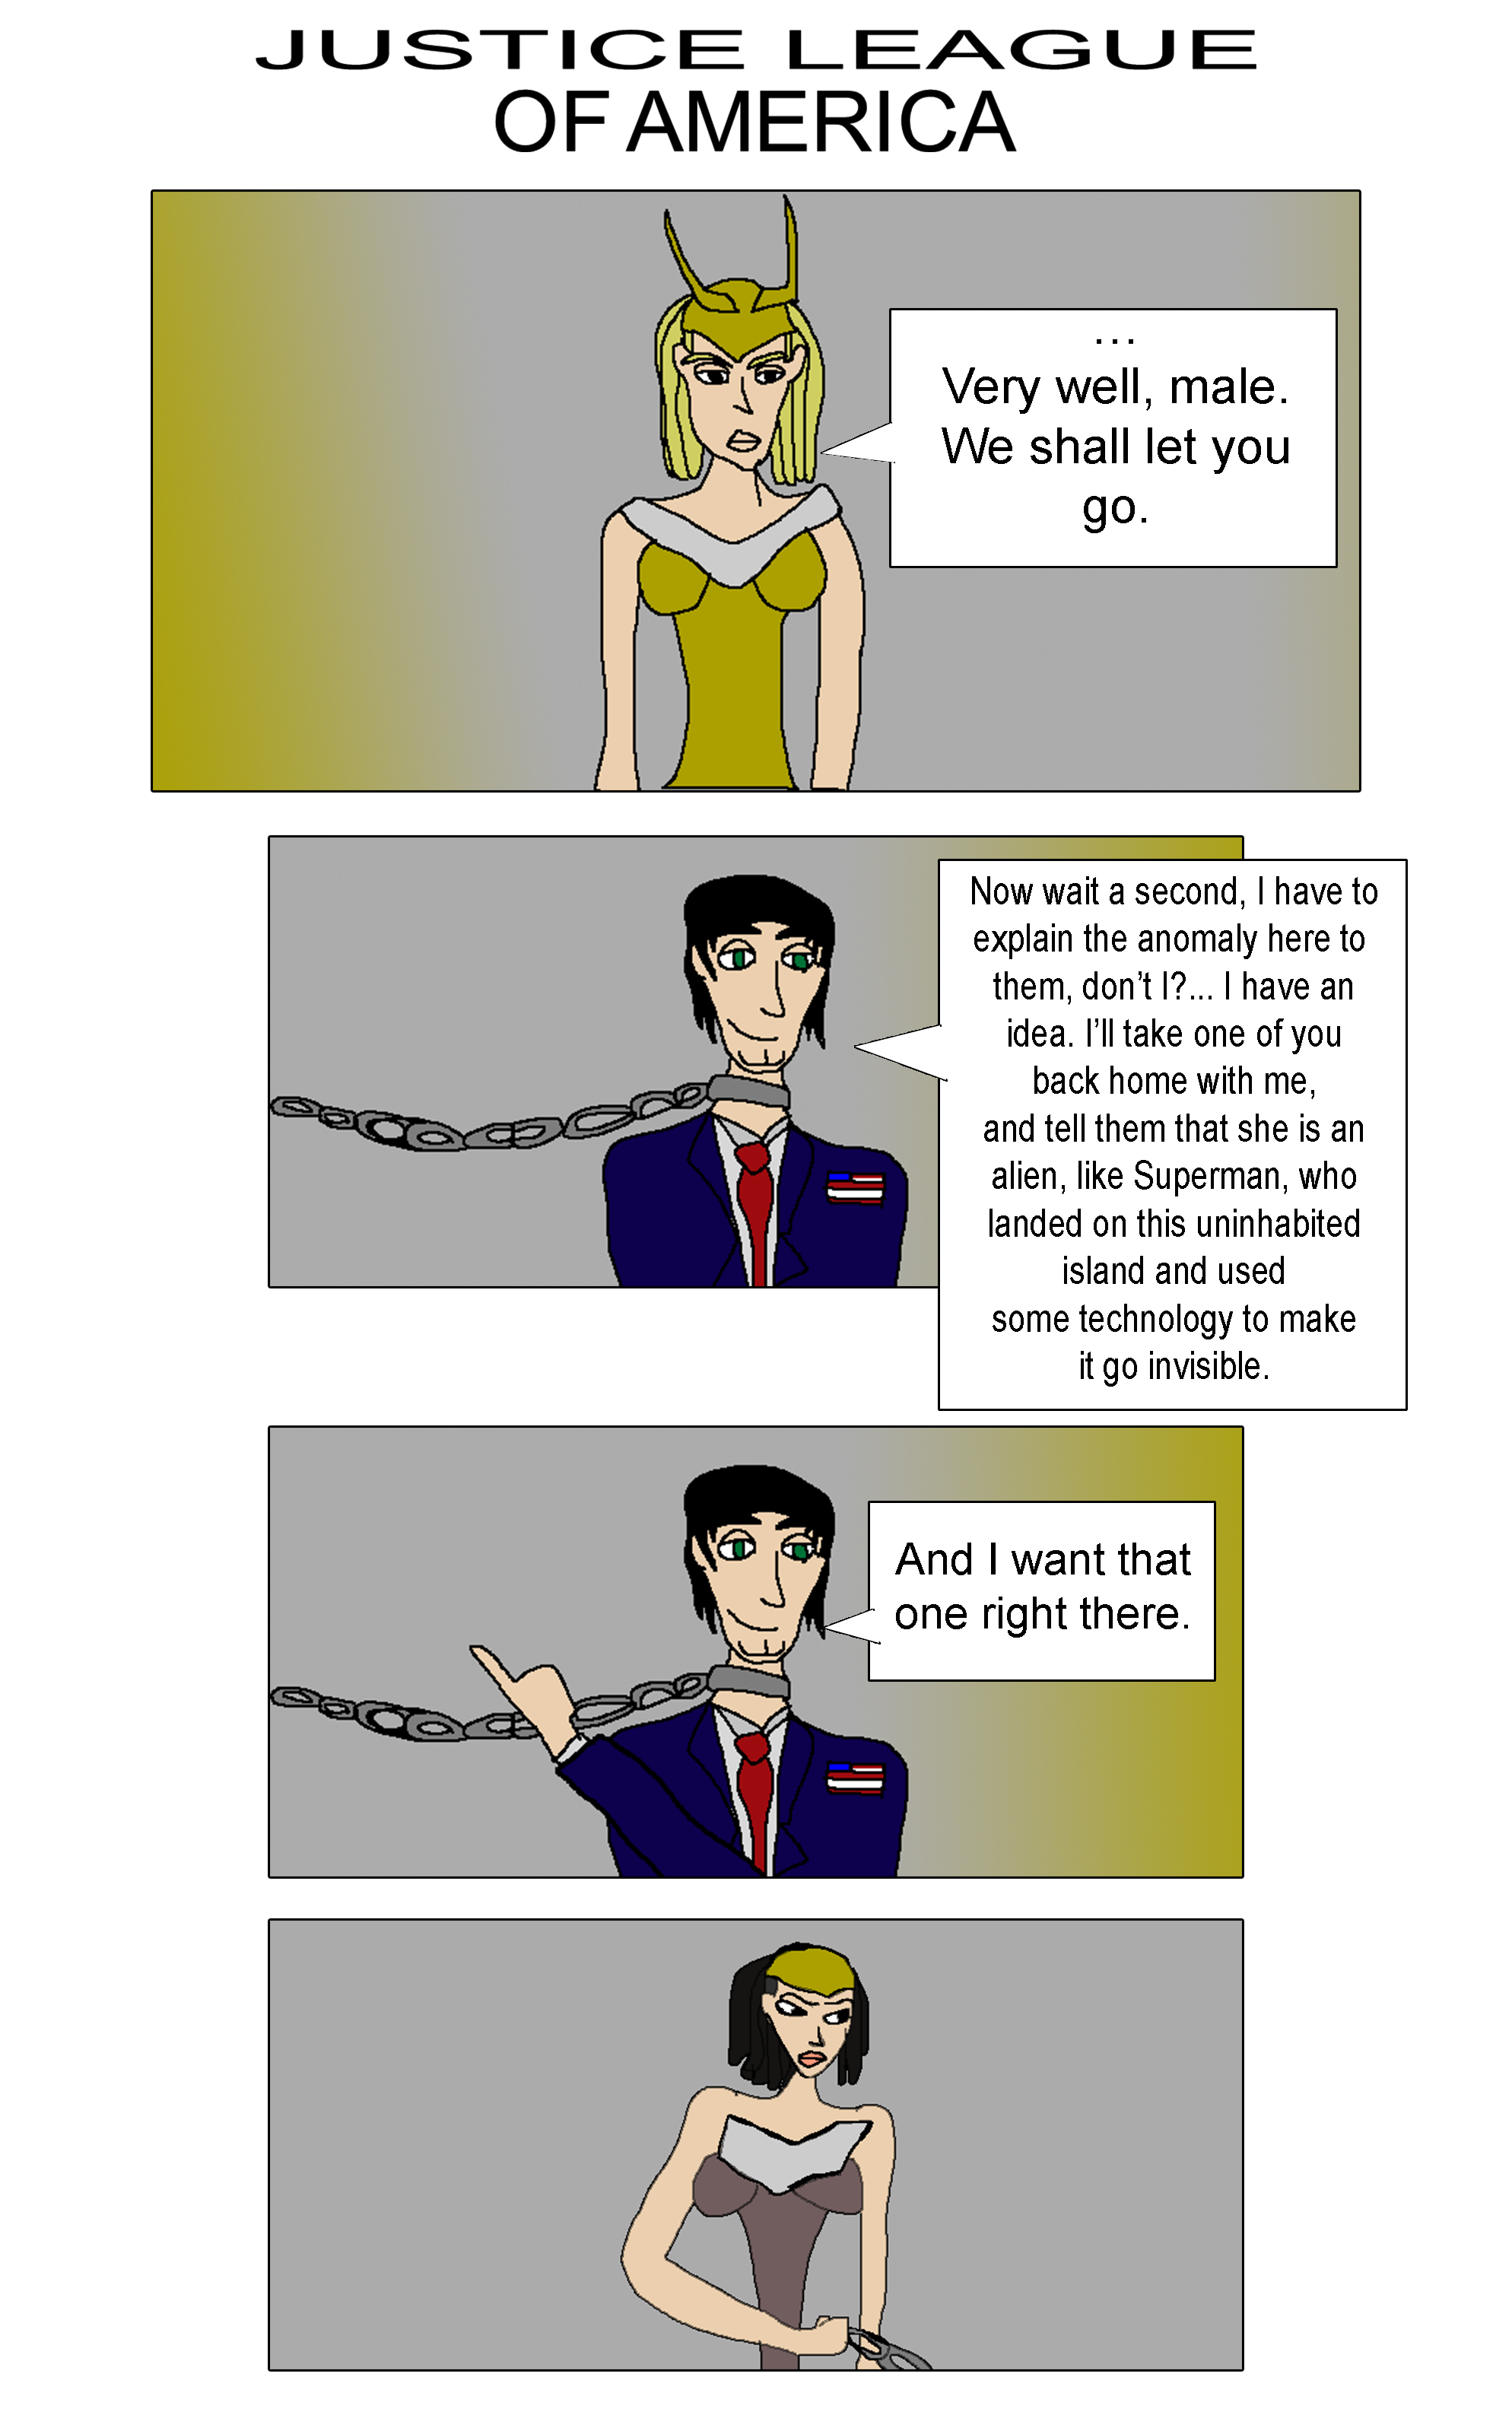 JUSTICE LEAGUE
OF AMERICA
...
Very well, male.
We shall let you
go.
Now wait a second, I have to
explain the anomaly here to
them, don't I?... I have an
idea. I'll take one of you
back home with me,
and tell them that she is an
alien, like Superman, who
landed on this uninhabited
island and used
some technology to make
it go invisible.
And I want that
one right there.